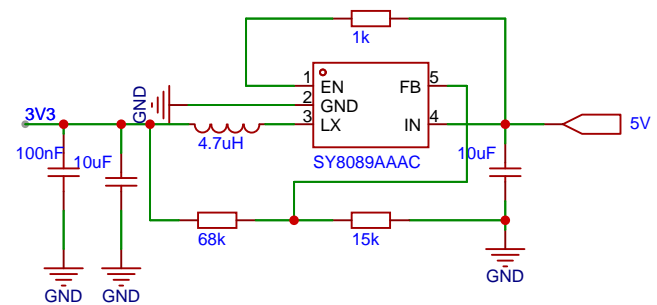 1k
1
EN
FB
5
GND
2
GND
3V3
3
LX
IN
4
5V
4.7uH
100nF
10uF
SY8089AAAC
10uF
68k
15k
GND
GND
GND